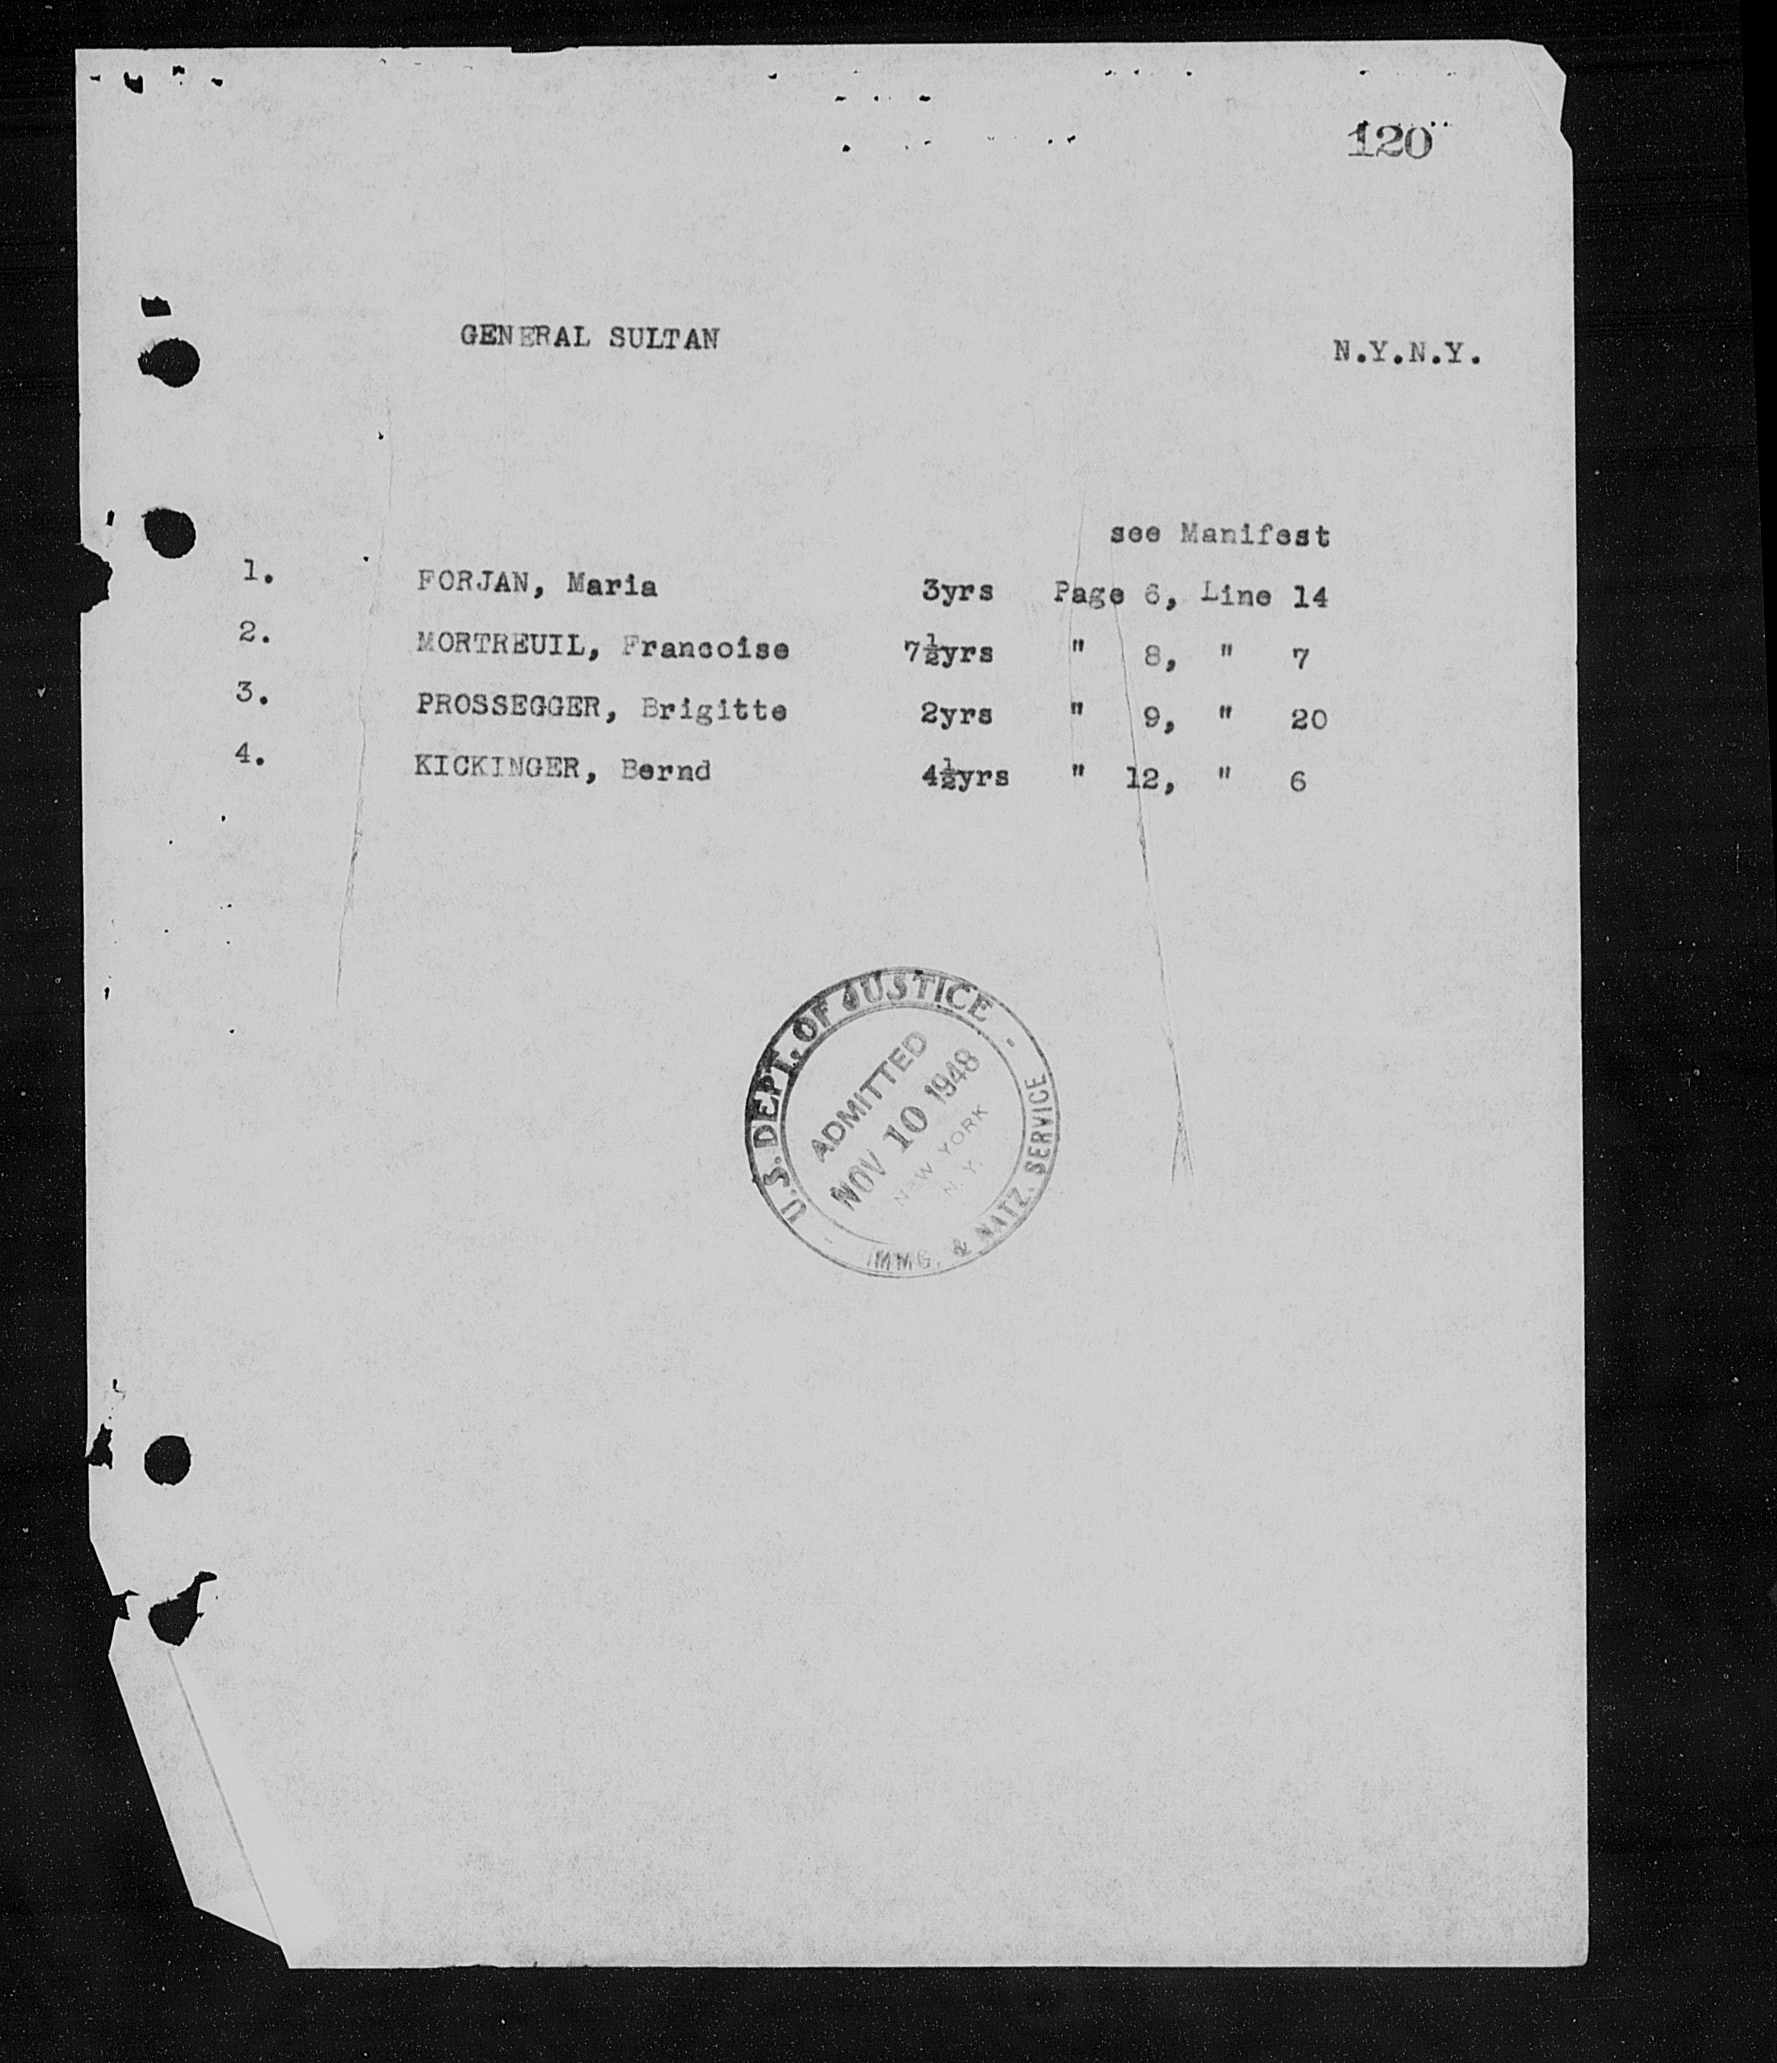 120
GENERAL SULTAN N.Y.N.Y.
see Manifest
1. FORJAN, Maria 3yrs Page 6, Line 14
2. MORTREUIL, Francoise 7½yrs " 8, " 7
3. PROSSEGGER, Brigitte 2yrs " 9, " 20
4. KICKINGER, Bernd 4½yrs " 12, " 6
U.S. DEPT. OF JUSTICE -
ADMITTED
NOV 10 1948
NEW YORK
N.Y.
- IMMG. & NATZ. SERVICE